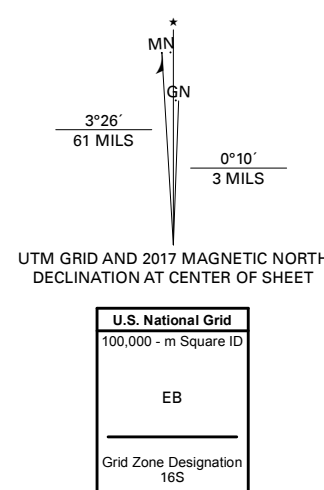 MN
GN
3°26´
61 MILS
0°10´
3 MILS
UTM GRID AND 2017 MAGNETIC NORTH
DECLINATION AT CENTER OF SHEET
U.S. National Grid
100,000 - m Square ID
EB
Grid Zone Designation
16S